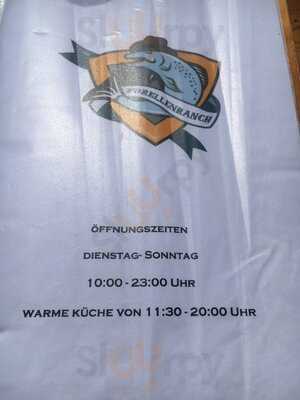 FORELLENRANCH
ÖFFNUNGSZEITEN
DIENSTAG- SONNTAG
10:00 - 23:00 UHR
WARME KÜCHE VON 11:30 - 20:00 UHR